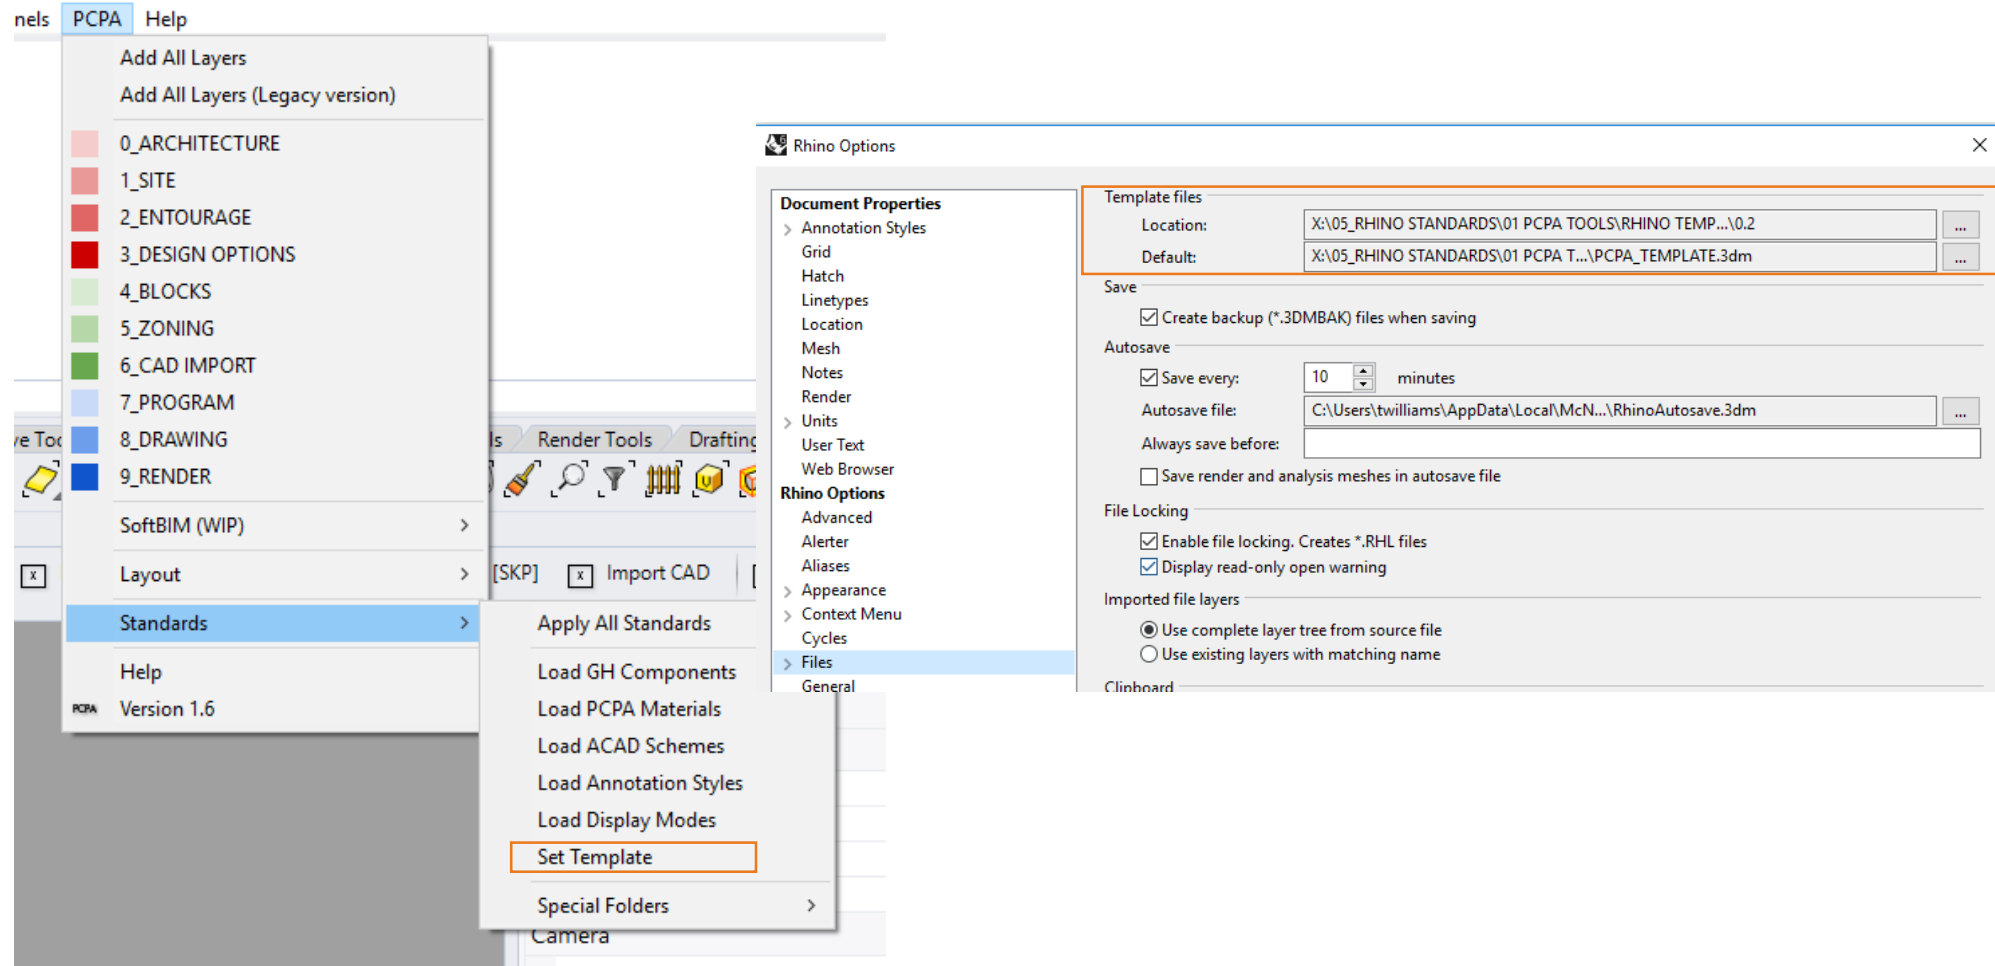 nels PCPA Help
Add All Layers
Add All Layers (Legacy version)
0_ARCHITECTURE
1_SITE
2_ENTOURAGE
3_DESIGN OPTIONS
4_BLOCKS
5_ZONING
6_CAD IMPORT
7_PROGRAM
8_DRAWING
9_RENDER
SoftBIM (WIP)
Layout
Standards
Help
PCPA Version 1.6
ve Too
ls Render Tools Drafting
x
[SKP] x Import CAD
Apply All Standards
Load GH Components
Load PCPA Materials
Load ACAD Schemes
Load Annotation Styles
Load Display Modes
Set Template
Special Folders
Camera
Rhino Options
Document Properties
Annotation Styles
Grid
Hatch
Linetypes
Location
Mesh
Notes
Render
Units
User Text
Web Browser
Rhino Options
Advanced
Alerter
Aliases
Appearance
Context Menu
Cycles
Files
General
Template files
Location: X:\05_RHINO STANDARDS\01 PCPA TOOLS\RHINO TEMP...\0.2 ...
Default: X:\05_RHINO STANDARDS\01 PCPA T...\PCPA_TEMPLATE.3dm ...
Save
Create backup (*.3DMBAK) files when saving
Autosave
Save every: 10 minutes
Autosave file: C:\Users\twilliams\AppData\Local\McN...\RhinoAutosave.3dm ...
Always save before:
Save render and analysis meshes in autosave file
File Locking
Enable file locking. Creates *.RHL files
Display read-only open warning
Imported file layers
Use complete layer tree from source file
Use existing layers with matching name
Clipboard